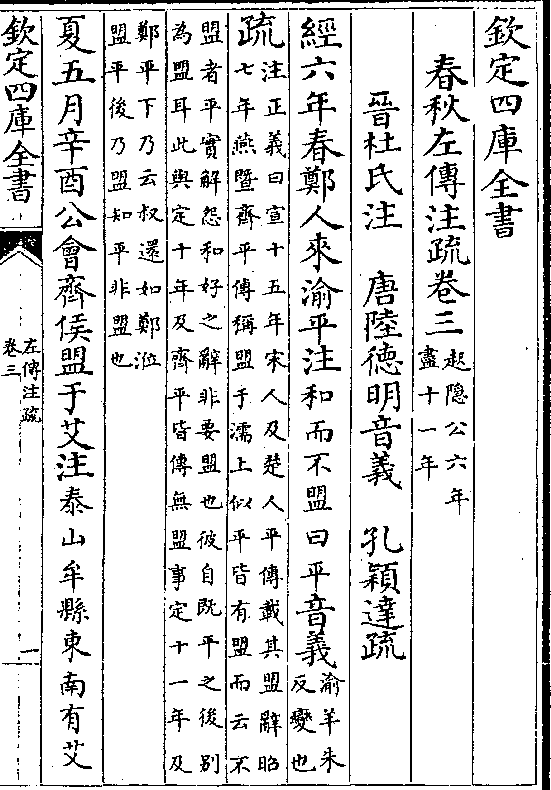 欽定四庫全書
春秋左傳注疏卷三 起隱公六年
盡十一年
晉杜氏注 唐陸德明音義 孔穎達疏
經六年春鄭人來渝平注和而不盟曰平音義 渝羊朱
反變也
疏 注正義曰宣十五年宋人及楚人平傳載其盟辭昭
七年燕暨齊平傳稱盟于濡上似平皆有盟而云不
盟者平實解怨和好之辭非要盟也彼自既平之後別
為盟耳此與定十年及齊平皆傳無盟事定十一年及
鄭平下乃云叔還如鄭涖
盟平後乃盟知平非盟也
夏五月辛酉公會齊侯盟于艾注泰山牟縣東南有艾
欽定四庫全書
左傳注疏
卷三
一